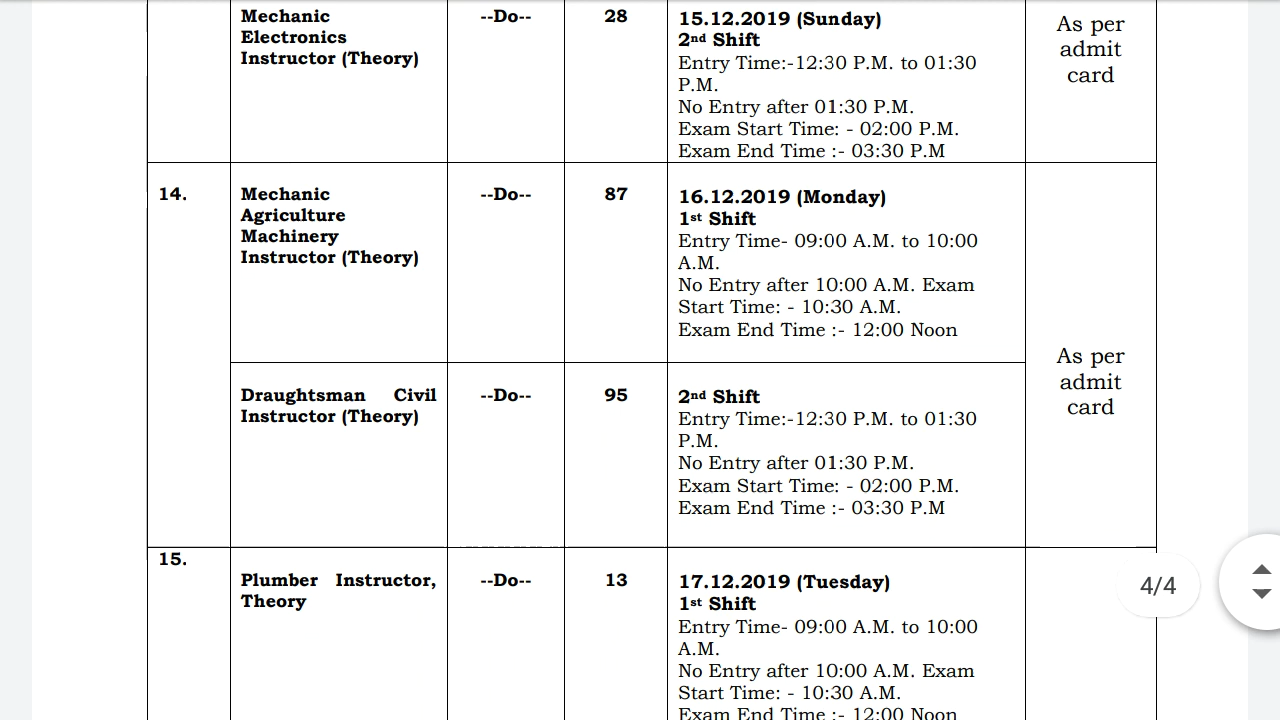 Mechanic
Electronics
Instructor (Theory)
--Do--
28
15.12.2019 (Sunday)
2nd Shift
Entry Time:-12:30 P.M. to 01:30
P.M.
No Entry after 01:30 P.M.
Exam Start Time: - 02:00 P.M.
Exam End Time :- 03:30 P.M
As per
admit
card
14.
Mechanic
Agriculture
Machinery
Instructor (Theory)
--Do--
87
16.12.2019 (Monday)
1st Shift
Entry Time- 09:00 A.M. to 10:00
A.M.
No Entry after 10:00 A.M. Exam
Start Time: - 10:30 A.M.
Exam End Time :- 12:00 Noon
As per
admit
card
Draughtsman Civil
Instructor (Theory)
--Do--
95
2nd Shift
Entry Time:-12:30 P.M. to 01:30
P.M.
No Entry after 01:30 P.M.
Exam Start Time: - 02:00 P.M.
Exam End Time :- 03:30 P.M
15.
Plumber Instructor,
Theory
--Do--
13
17.12.2019 (Tuesday)
1st Shift
Entry Time- 09:00 A.M. to 10:00
A.M.
No Entry after 10:00 A.M. Exam
Start Time: - 10:30 A.M.
Exam End Time :- 12:00 Noon
4/4